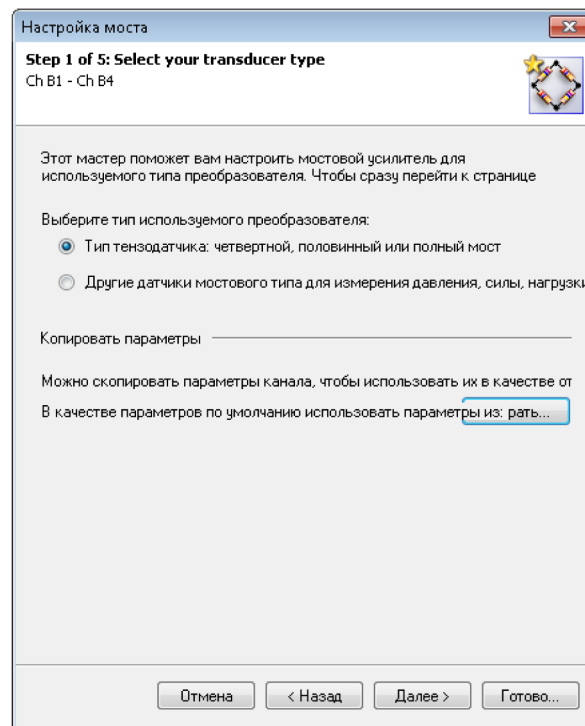 Настройка моста
Step 1 of 5: Select your transducer type
Ch B1 - Ch B4
Этот мастер поможет вам настроить мостовой усилитель для
используемого типа преобразователя. Чтобы сразу перейти к странице
Выберите тип используемого преобразователя:
Тип тензодатчика: четвертной, половинный или полный мост
Другие датчики мостового типа для измерения давления, силы, нагрузки
Копировать параметры
Можно скопировать параметры канала, чтобы использовать их в качестве от
В качестве параметров по умолчанию использовать параметры из: рать...
Отмена
< Назад
Далее >
Готово...